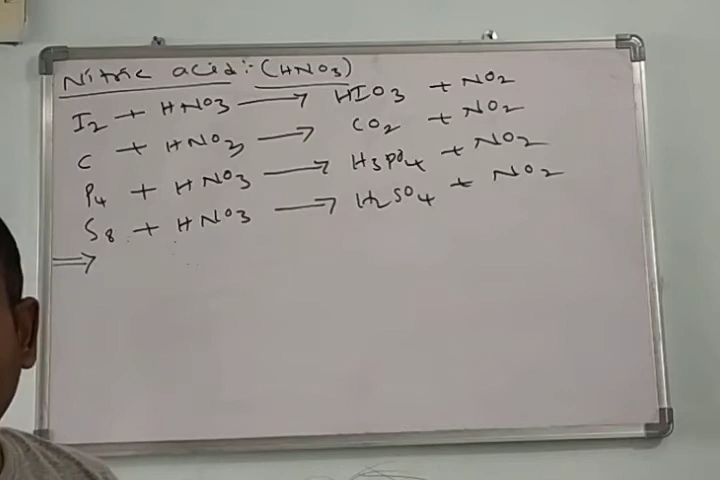 Nitric acid:- (HNO3)
I2 + HNO3 → HIO3 + NO2
C + HNO3 → CO2 + NO2
P4 + HNO3 → H3PO4 + NO2
S8 + HNO3 → H2SO4 + NO2
⇒